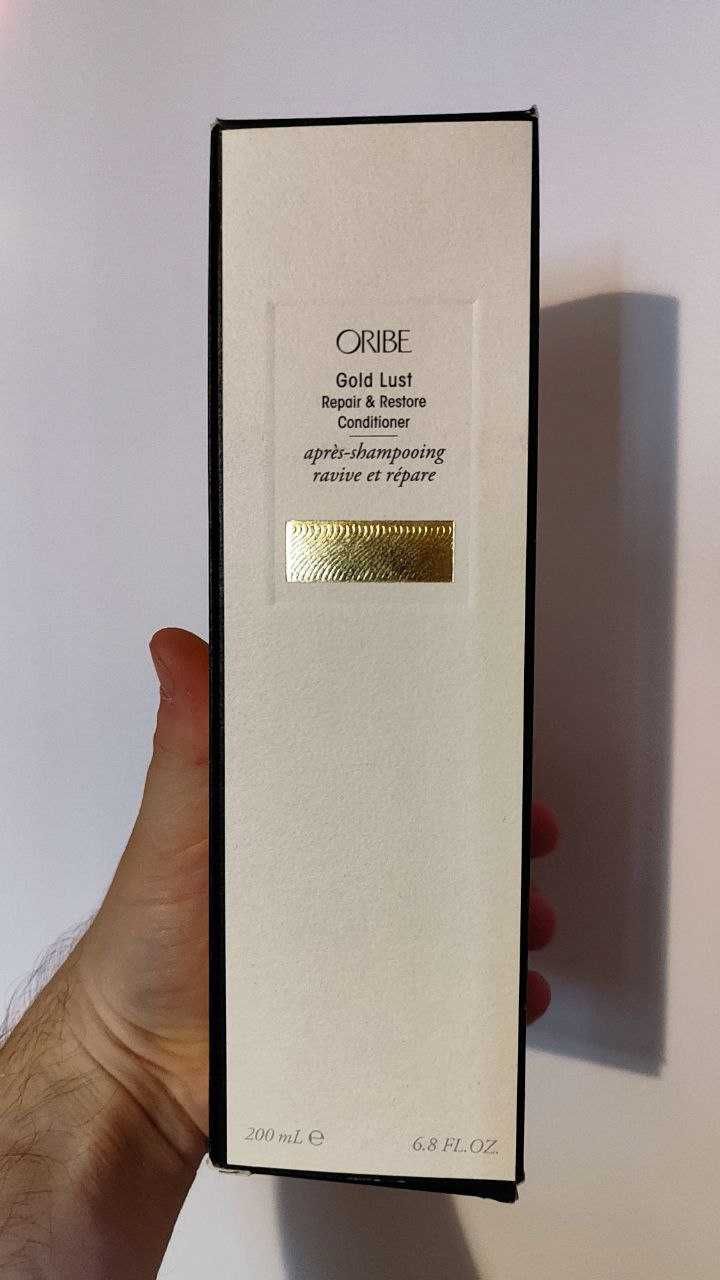 ORIBE
Gold Lust
Repair & Restore
Conditioner
après-shampooing
ravive et répare
200 mL ℮
6.8 FL.OZ.